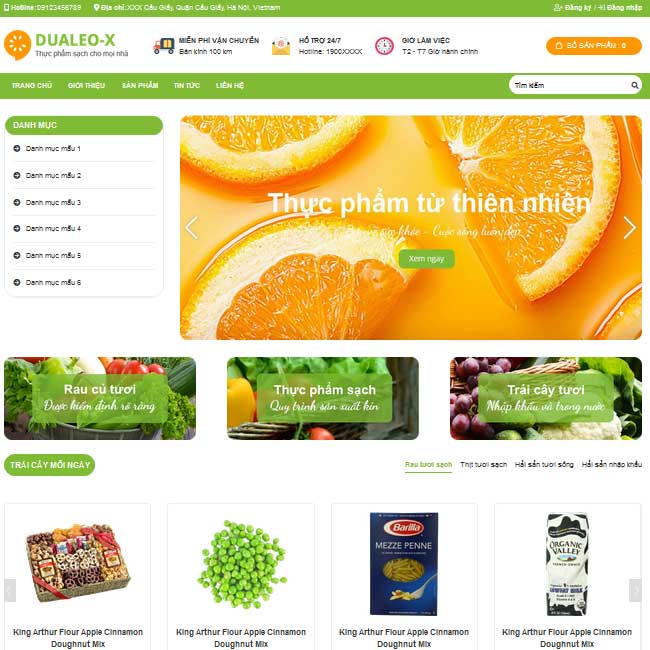 Hotline: 09123456789
Địa chỉ: XXX Cầu Giấy, Quận Cầu Giấy, Hà Nội, Vietnam
Đăng ký / Đăng nhập
DUALEO-X
Thực phẩm sạch cho mọi nhà
MIỄN PHÍ VẬN CHUYỂN
Bán kính 100 km
HỖ TRỢ 24/7
Hotline: 1900XXXX
GIỜ LÀM VIỆC
T2 - T7 Giờ hành chính
SỐ SẢN PHẨM : 0
TRANG CHỦ GIỚI THIỆU SẢN PHẨM TIN TỨC LIÊN HỆ
Tìm kiếm
DANH MỤC
Danh mục mẫu 1
Danh mục mẫu 2
Danh mục mẫu 3
Danh mục mẫu 4
Danh mục mẫu 5
Danh mục mẫu 6
Thực phẩm từ thiên nhiên
sức khỏe - Cuộc sống luôn đẹp
Xem ngay
Rau củ tươi
Được kiểm định rõ ràng
Thực phẩm sạch
Quy trình sản xuất kín
Trái cây tươi
Nhập khẩu và trong nước
TRÁI CÂY MỖI NGÀY
Rau tươi sạch Thịt tươi sạch Hải sản tươi sống Hải sản nhập khẩu
Barilla
MEZZE PENNE
ORGANIC
VALLEY
LOWFAT MILK
King Arthur Flour Apple Cinnamon
Doughnut Mix
King Arthur Flour Apple Cinnamon
Doughnut Mix
King Arthur Flour Apple Cinnamon
Doughnut Mix
King Arthur Flour Apple Cinnamon
Doughnut Mix